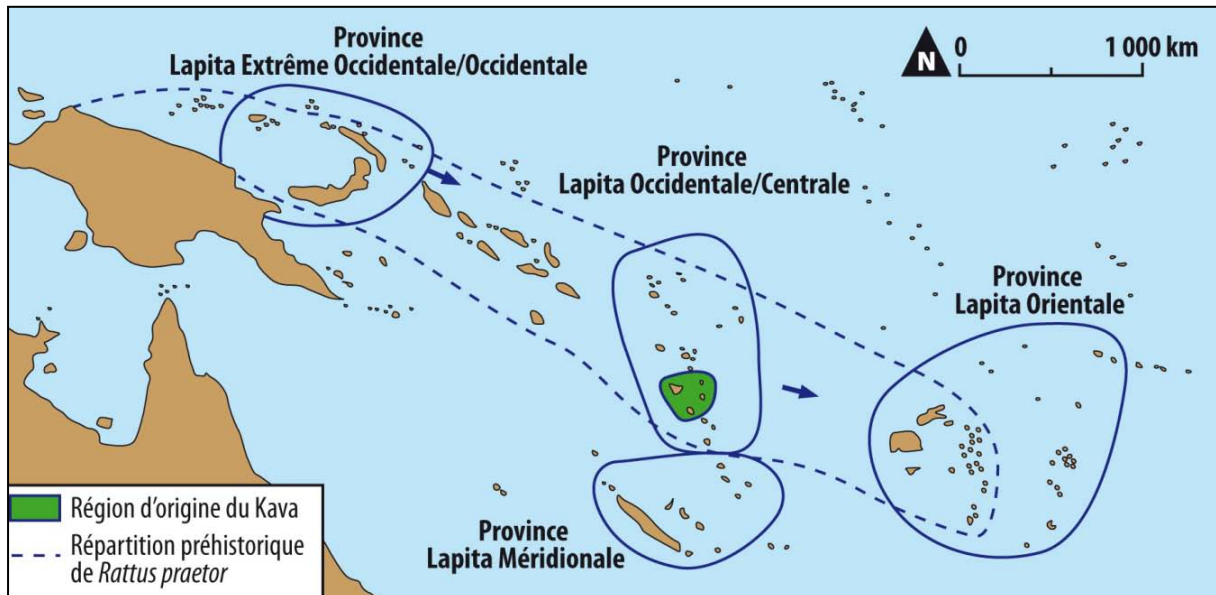 Province
Lapita Extrême Occidentale/Occidentale
N
0 1 000 km
Province
Lapita Occidentale/Centrale
Province
Lapita Orientale
Province
Lapita Méridionale
Région d'origine du Kava
Répartition préhistorique
de Rattus praetor